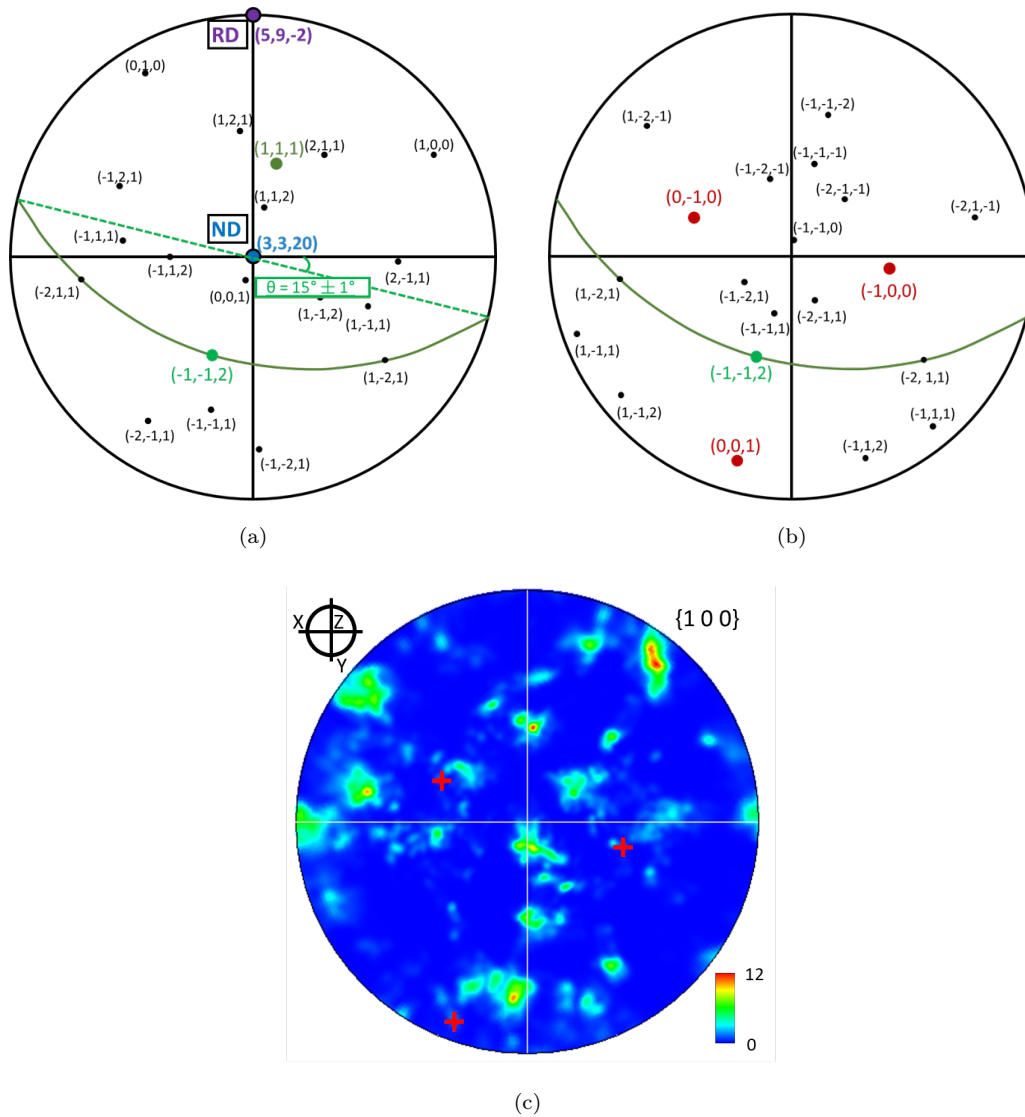 RD (5,9,-2)
(0,1,0)
(1,2,1)
(1,1,1) (2,1,1) (1,0,0)
(-1,2,1)
(1,1,2)
ND
(-1,1,1) (3,3,20)
(-1,1,2)
(2,-1,1)
(-2,1,1) (0,0,1) θ = 15° ± 1°
(1,-1,2) (1,-1,1)
(-1,-1,2) (1,-2,1)
(-2,-1,1) (-1,-1,1)
(-1,-2,1)
(a)
(-1,-1,-2)
(1,-2,-1)
(-1,-1,-1)
(-1,-2,-1)
(0,-1,0) (-2,-1,-1)
(-2,1,-1)
(-1,-1,0)
(-1,0,0)
(1,-2,1) (-1,-2,1)
(-2,-1,1)
(-1,-1,1)
(1,-1,1)
(-1,-1,2) (-2, 1,1)
(1,-1,2)
(-1,1,1)
(0,0,1) (-1,1,2)
(b)
X Z
Y
{1 0 0}
12
0
(c)